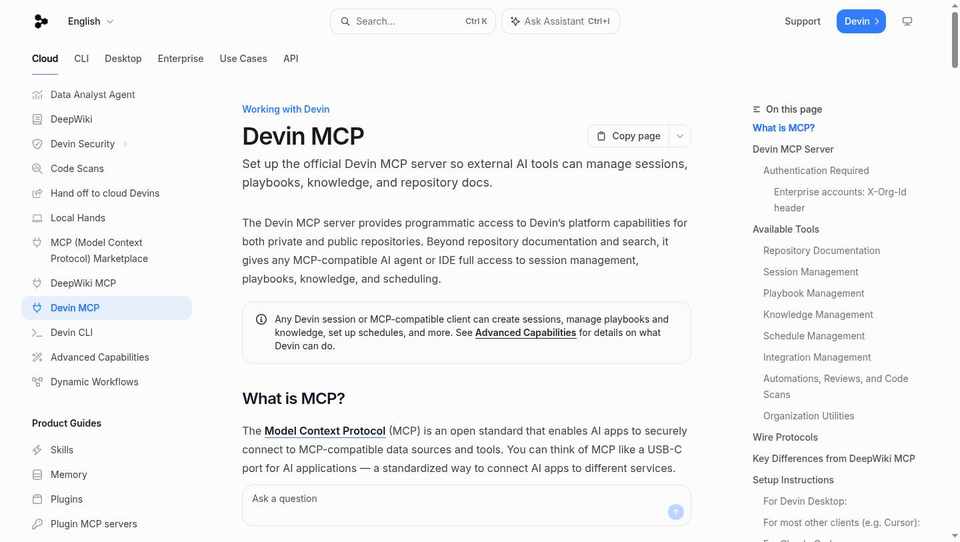 English
Search...
Ctrl K
Ask Assistant Ctrl+I
Support
Devin
Cloud
CLI
Desktop
Enterprise
Use Cases
API
Data Analyst Agent
DeepWiki
Devin Security
Code Scans
Hand off to cloud Devins
Local Hands
MCP (Model Context
Protocol) Marketplace
DeepWiki MCP
Devin MCP
Devin CLI
Advanced Capabilities
Dynamic Workflows
Product Guides
Skills
Memory
Plugins
Plugin MCP servers
Working with Devin
Devin MCP
Copy page
Set up the official Devin MCP server so external AI tools can manage sessions,
playbooks, knowledge, and repository docs.
The Devin MCP server provides programmatic access to Devin's platform capabilities for
both private and public repositories. Beyond repository documentation and search, it
gives any MCP-compatible AI agent or IDE full access to session management,
playbooks, knowledge, and scheduling.
Any Devin session or MCP-compatible client can create sessions, manage playbooks and
knowledge, set up schedules, and more. See Advanced Capabilities for details on what
Devin can do.
What is MCP?
The Model Context Protocol (MCP) is an open standard that enables AI apps to securely
connect to MCP-compatible data sources and tools. You can think of MCP like a USB-C
port for AI applications — a standardized way to connect AI apps to different services.
Ask a question
On this page
What is MCP?
Devin MCP Server
Authentication Required
Enterprise accounts: X-Org-Id
header
Available Tools
Repository Documentation
Session Management
Playbook Management
Knowledge Management
Schedule Management
Integration Management
Automations, Reviews, and Code
Scans
Organization Utilities
Wire Protocols
Key Differences from DeepWiki MCP
Setup Instructions
For Devin Desktop:
For most other clients (e.g. Cursor):